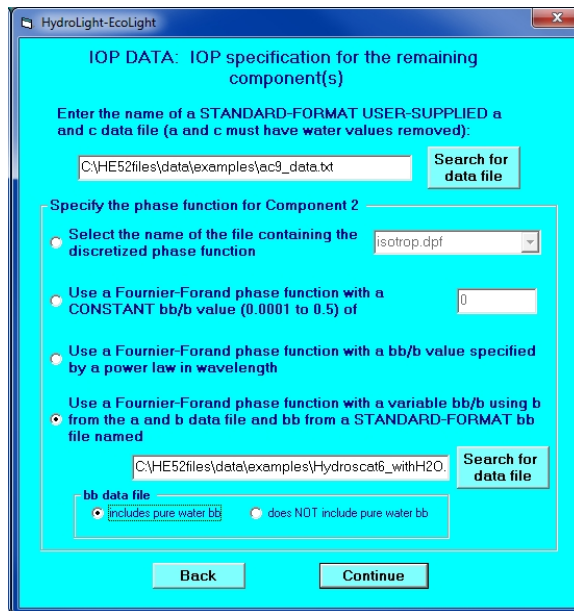 HydroLight-EcoLight
x
IOP DATA:  IOP specification for the remaining
component(s)
Enter the name of a STANDARD-FORMAT USER-SUPPLIED a
and c data file (a and c must have water values removed):
C:\HE52files\data\examples\ac9_data.txt
Search for
data file
Specify the phase function for Component 2
Select the name of the file containing the
discretized phase function
isotrop.dpf
Use a Fournier-Forand phase function with a
CONSTANT bb/b value (0.0001 to 0.5) of
0
Use a Fournier-Forand phase function with a bb/b value specified
by a power law in wavelength
Use a Fournier-Forand phase function with a variable bb/b using b
from the a and b data file and bb from a STANDARD-FORMAT bb
file named
C:\HE52files\data\examples\Hydroscat6_withH2O.
Search for
data file
bb data file
includes pure water bb
does NOT include pure water bb
Back
Continue